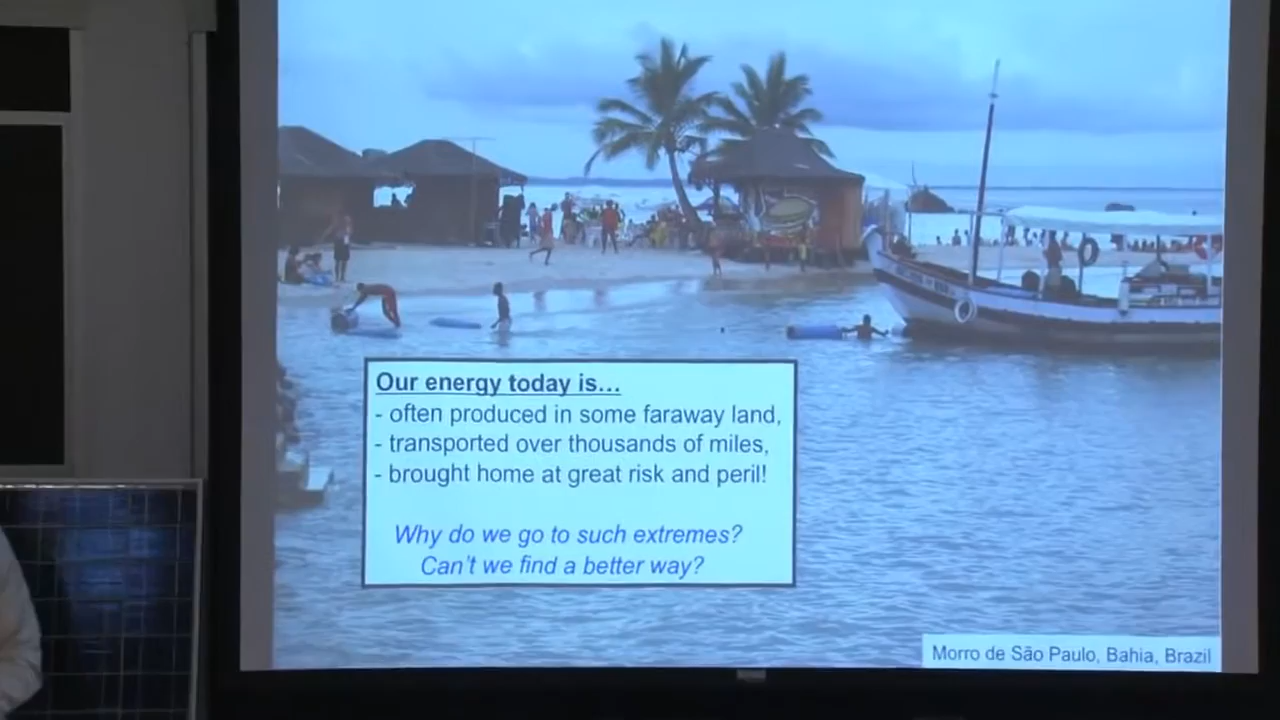 Our energy today is…
- often produced in some faraway land,
- transported over thousands of miles,
- brought home at great risk and peril!
Why do we go to such extremes?
Can't we find a better way?
Morro de São Paulo, Bahia, Brazil